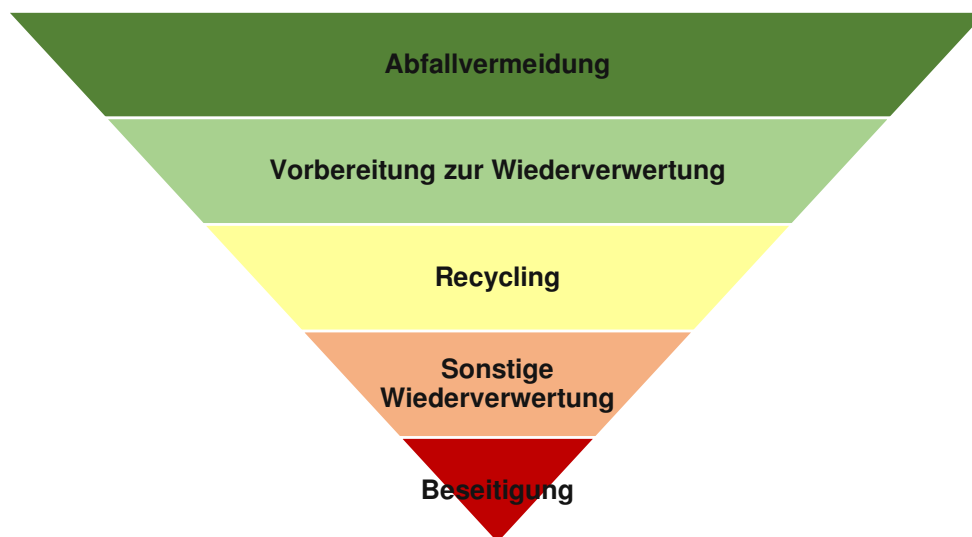 Abfallvermeidung
Vorbereitung zur Wiederverwertung
Recycling
Sonstige
Wiederverwertung
Beseitigung